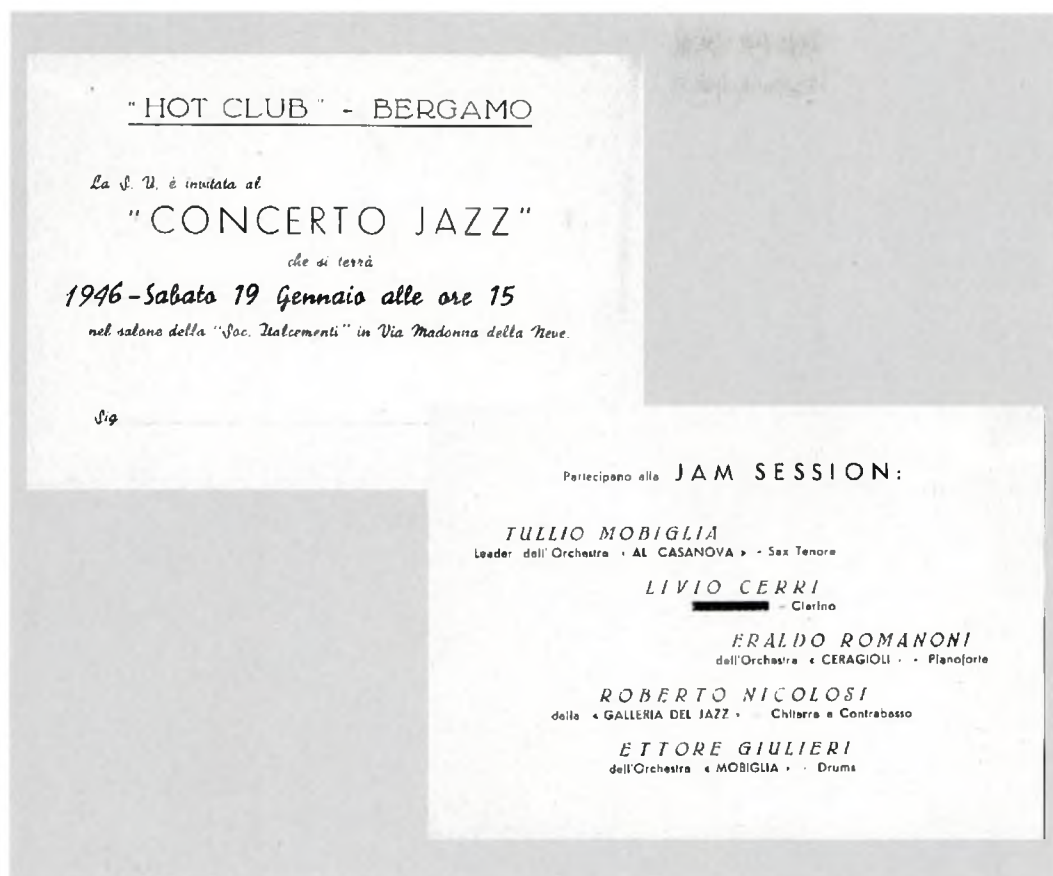 "HOT CLUB" - BERGAMO
La S. V. è invitata al
"CONCERTO JAZZ"
che si terrà
1946 - Sabato 19 Gennaio alle ore 15
nel salone della "Soc. Italcementi" in Via Madonna della Neve.
Sig.
Partecipano alla JAM SESSION:
TULLIO MOBIGLIA
Leader dell'Orchestra « AL CASANOVA » - Sax Tenore
LIVIO CERRI
- Clarino
ERALDO ROMANONI
dell'Orchestra « CERAGIOLI » - Pianoforte
ROBERTO NICOLOSI
della « GALLERIA DEL JAZZ » Chitarra e Contrabasso
ETTORE GIULIERI
dell'Orchestra « MOBIGLIA » - Drums